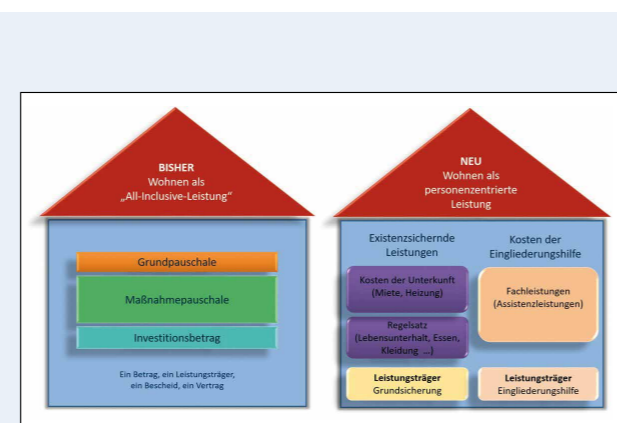 BISHER
Wohnen als
„All-Inclusive-Leistung“
Grundpauschale
Maßnahmepauschale
Investitionsbetrag
Ein Betrag, ein Leistungsträger,
ein Bescheid, ein Vertrag
NEU
Wohnen als
personenzentrierte
Leistung
Existenzsichernde
Leistungen
Kosten der Unterkunft
(Miete, Heizung)
Regelsatz
(Lebensunterhalt, Essen,
Kleidung ...)
Leistungsträger
Grundsicherung
Kosten der
Eingliederungshilfe
Fachleistungen
(Assistenzleistungen)
Leistungsträger
Eingliederungshilfe